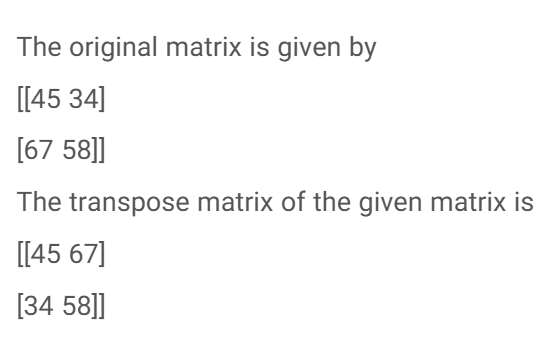 The original matrix is given by
[[45 34]
[67 58]]
The transpose matrix of the given matrix is
[[45 67]
[34 58]]